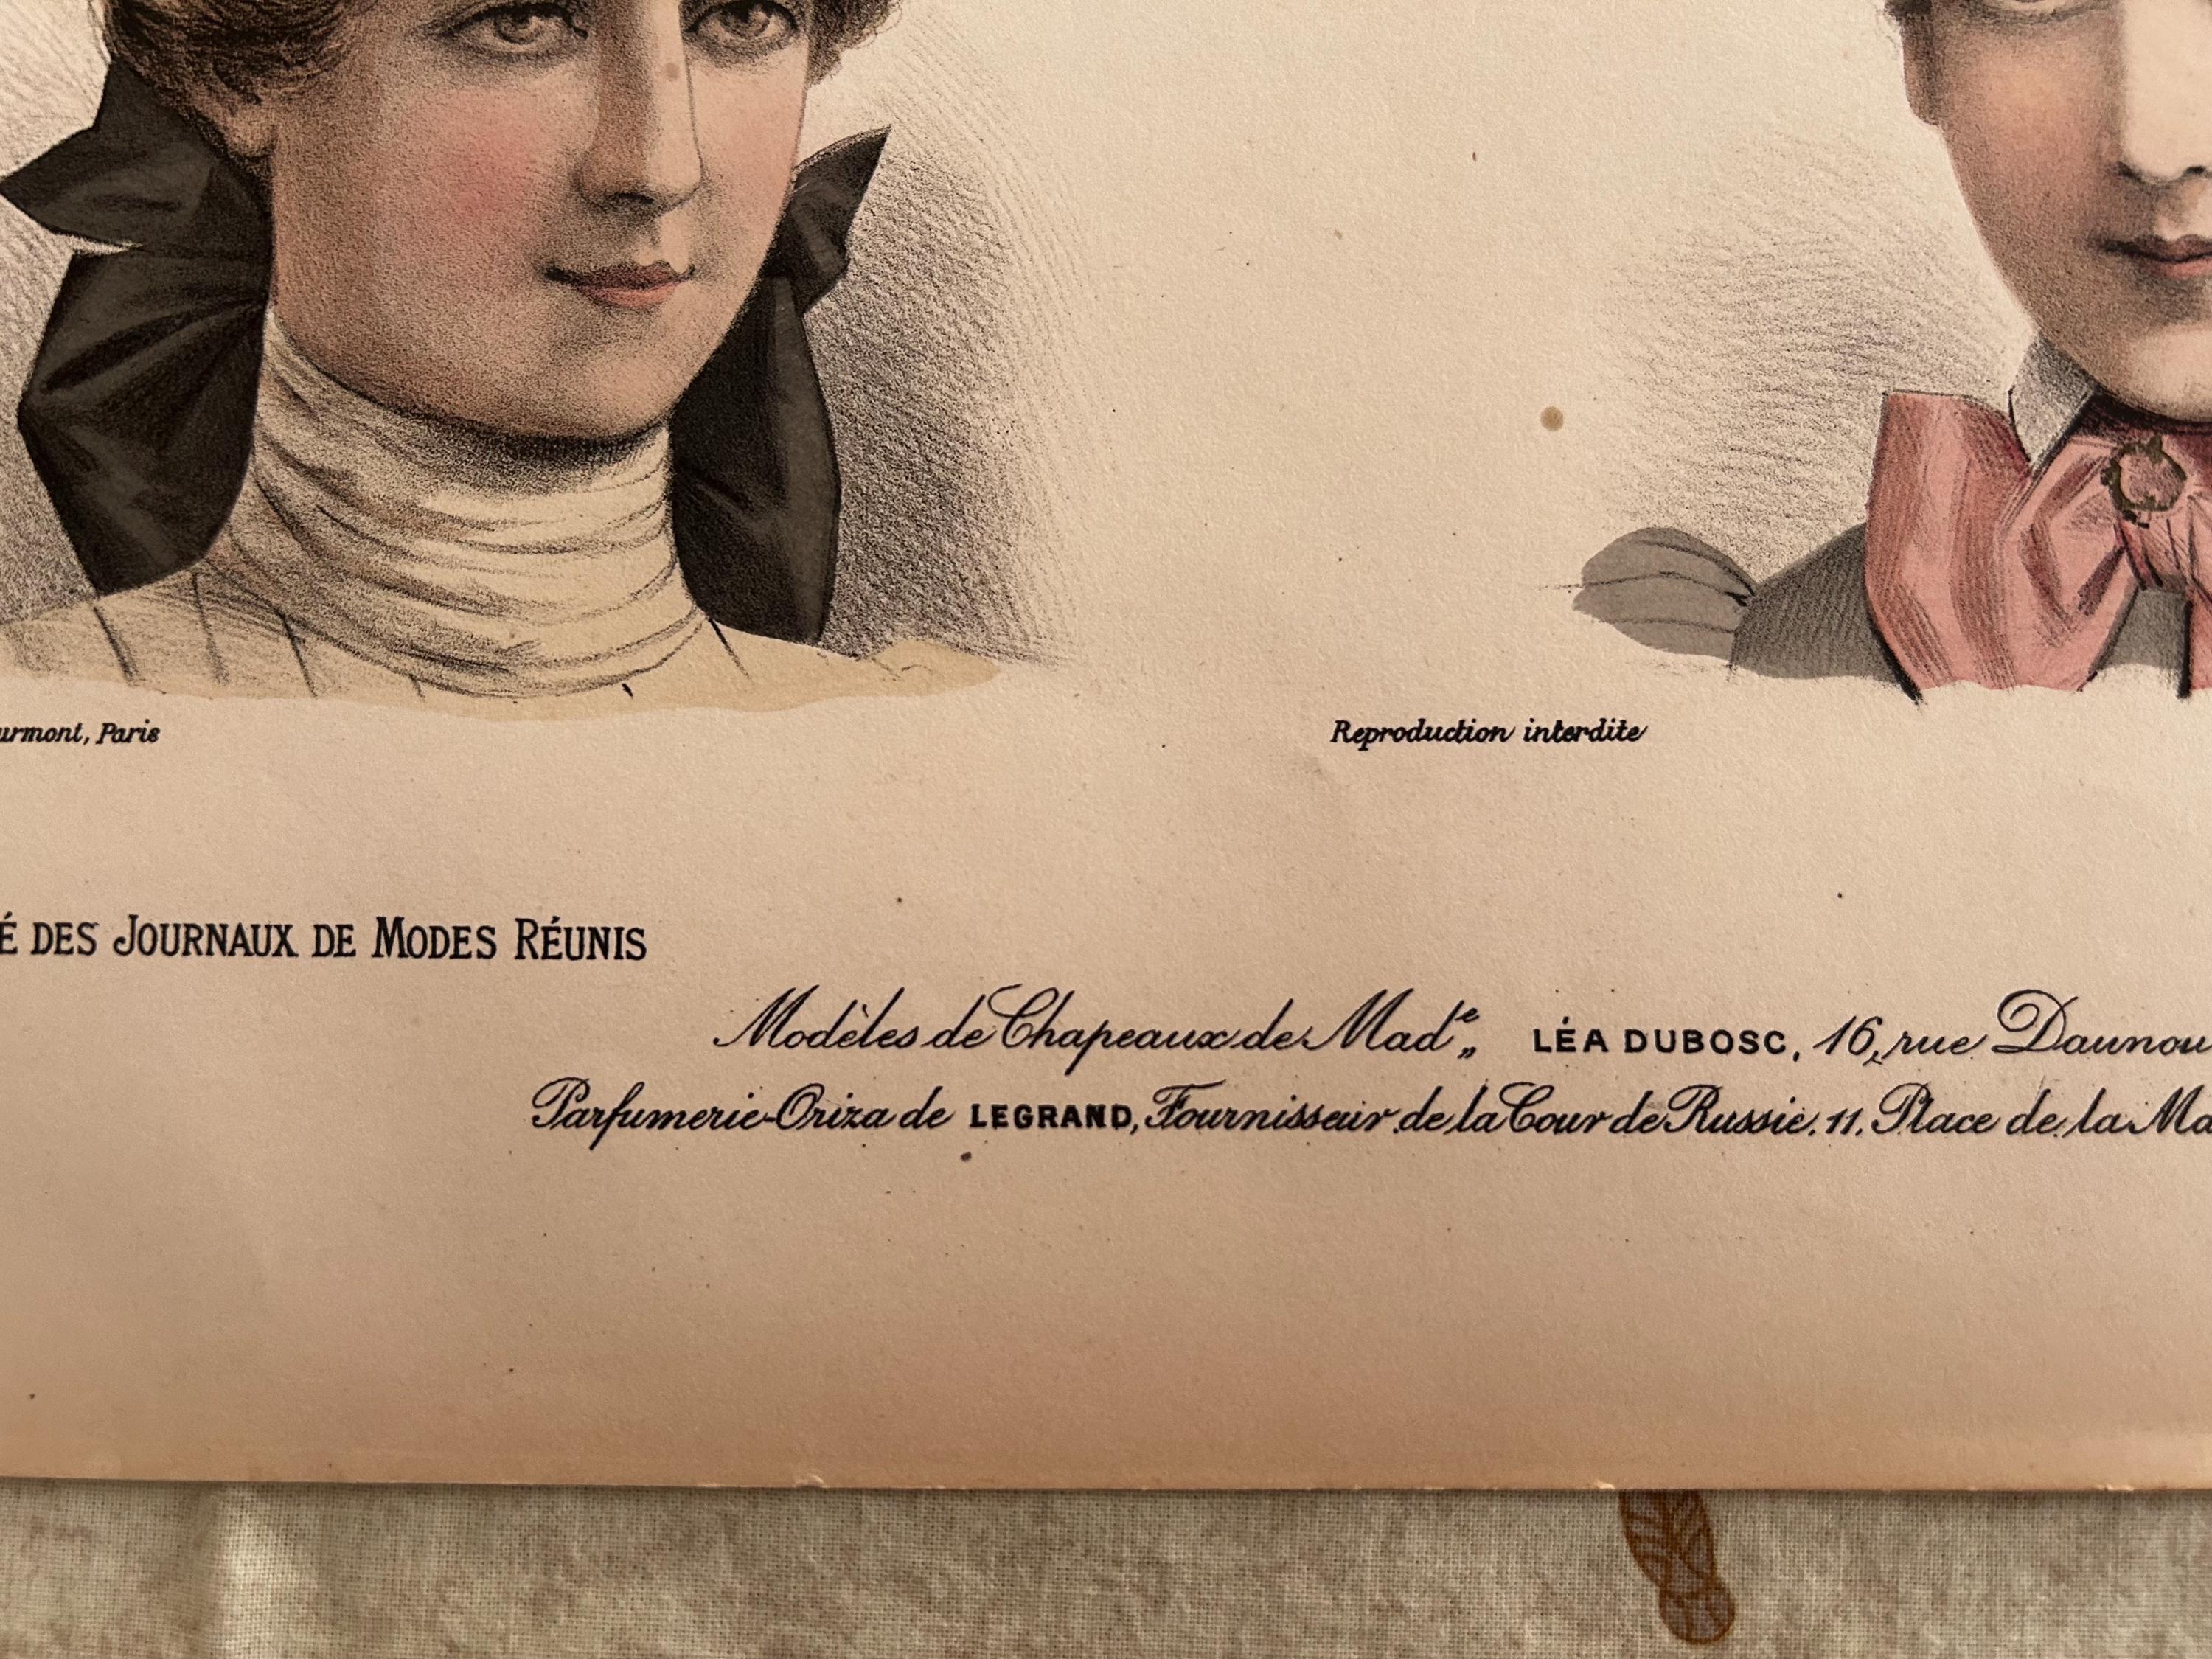 urmont, Paris
Reproduction interdite
É DES JOURNAUX DE MODES RÉUNIS
Modèles de Chapeaux de Madᵉ„ LÉA DUBOSC, 16, rue Daunou
Parfumerie-Oriza de LEGRAND, Fournisseur de la Cour de Russie. 11. Place de la Ma